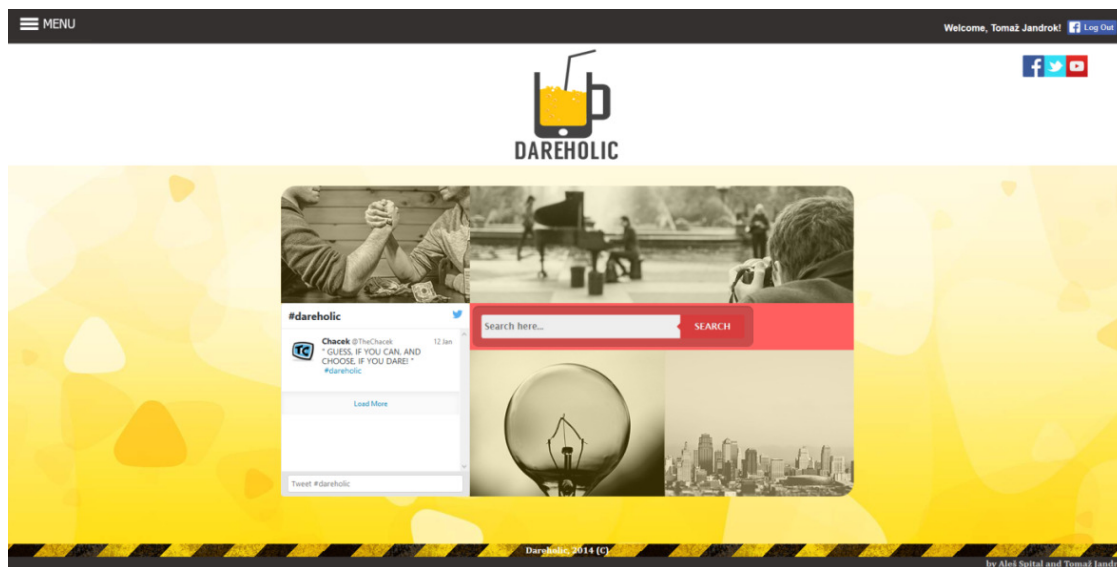 MENU
Welcome, Tomaž Jandrok!
Log Out
DAREHOLIC
#dareholic
Chacek @TheChacek 12 Jan
" GUESS, IF YOU CAN, AND
CHOOSE, IF YOU DARE! "
#dareholic
Load More
Tweet #dareholic
Search here...
SEARCH
Dareholic, 2014 (C)
by Aleš Spital and Tomaž Jand